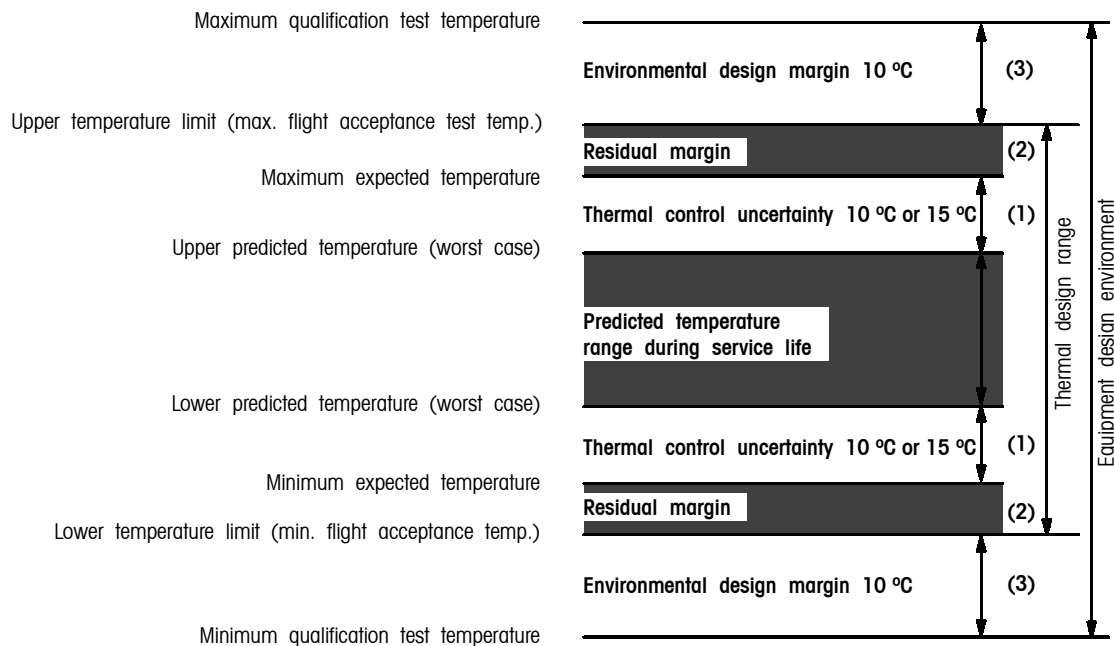 Maximum qualification test temperature
Environmental design margin 10 ºC
(3)
Upper temperature limit (max. flight acceptance test temp.)
Residual margin
(2)
Maximum expected temperature
Thermal control uncertainty 10 ºC or 15 ºC
(1)
Upper predicted temperature (worst case)
Predicted temperature
range during service life
Lower predicted temperature (worst case)
Thermal control uncertainty 10 ºC or 15 ºC
(1)
Minimum expected temperature
Residual margin
(2)
Lower temperature limit (min. flight acceptance temp.)
Environmental design margin 10 ºC
(3)
Minimum qualification test temperature
Thermal design range
Equipment design environment